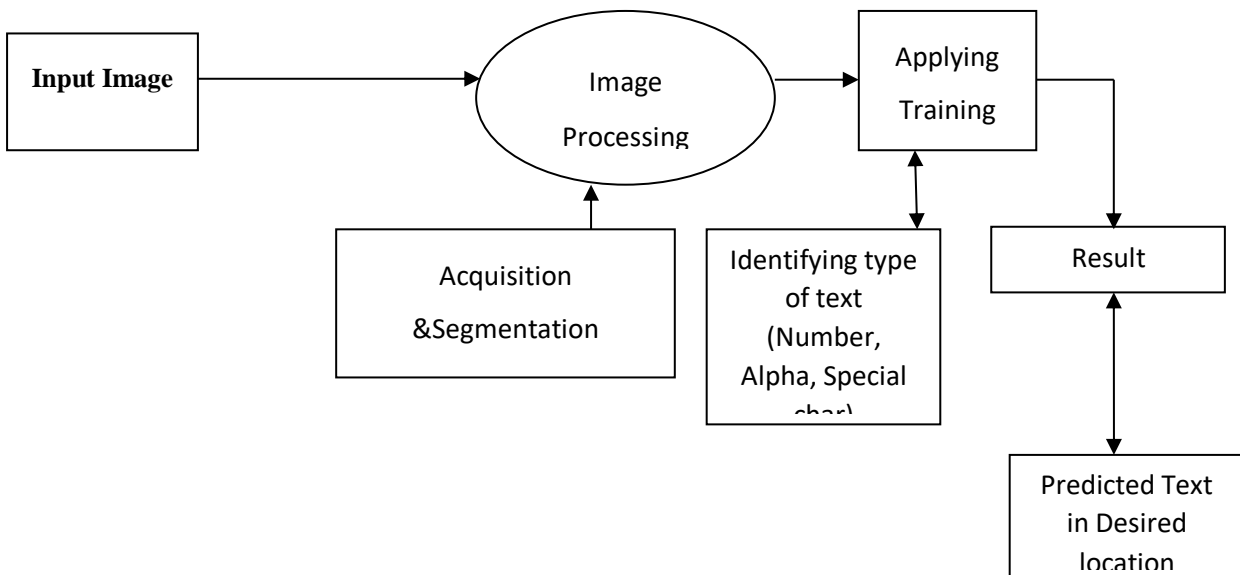 Input Image
Image
Processing
Applying
Training
Acquisition
&Segmentation
Identifying type
of text
(Number,
Alpha, Special
char)
Result
Predicted Text
in Desired
location